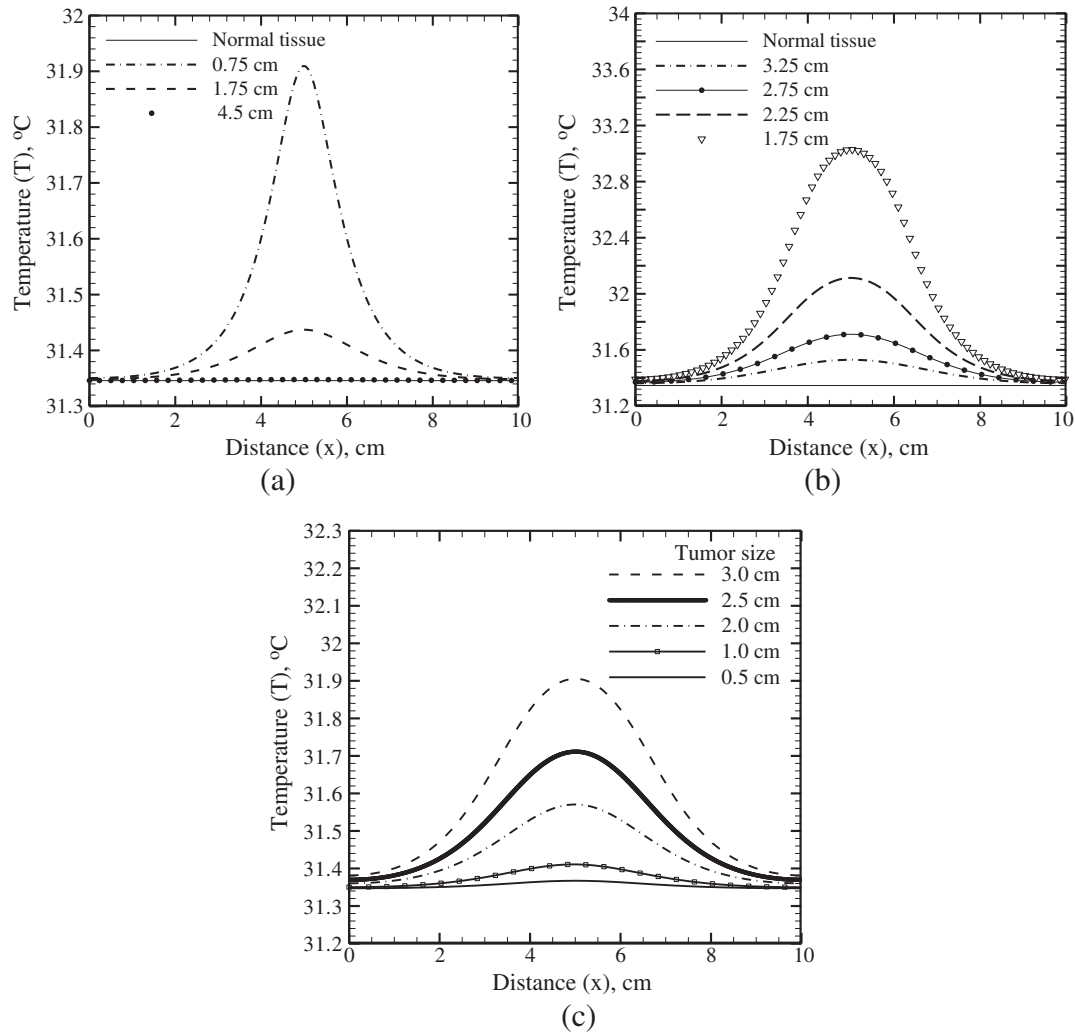 32
31.9
31.8
31.7
31.6
31.5
31.4
31.3
Temperature (T), ºC
Normal tissue
0.75 cm
1.75 cm
4.5 cm
0 2 4 6 8 10
Distance (x), cm
(a)
34
33.6
33.2
32.8
32.4
32
31.6
31.2
Temperature (T), ºC
Normal tissue
3.25 cm
2.75 cm
2.25 cm
1.75 cm
0 2 4 6 8 10
Distance (x), cm
(b)
32.3
32.2
32.1
32
31.9
31.8
31.7
31.6
31.5
31.4
31.3
31.2
Temperature (T), ºC
Tumor size
3.0 cm
2.5 cm
2.0 cm
1.0 cm
0.5 cm
0 2 4 6 8 10
Distance (x), cm
(c)